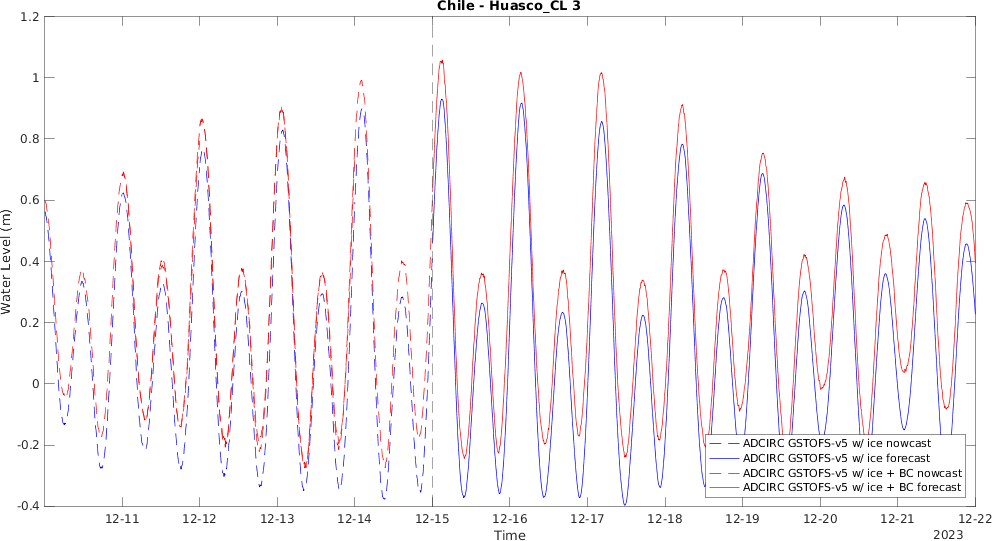 Chile - Huasco_CL 3
Water Level (m)
1.2
1
0.8
0.6
0.4
0.2
0
-0.2
-0.4
ADCIRC GSTOFS-v5 w/ ice nowcast
ADCIRC GSTOFS-v5 w/ ice forecast
ADCIRC GSTOFS-v5 w/ ice + BC nowcast
ADCIRC GSTOFS-v5 w/ ice + BC forecast
12-11 12-12 12-13 12-14 12-15 12-16 12-17 12-18 12-19 12-20 12-21 12-22
Time
2023